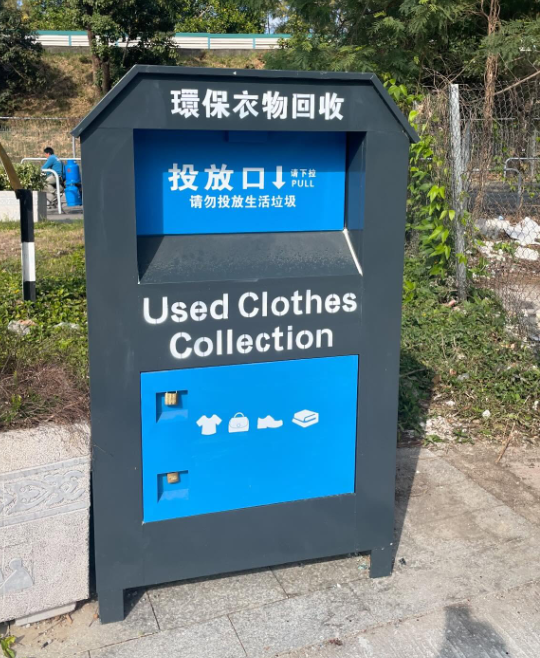 環保衣物回收
投放口↓ 请下拉
PULL
请勿投放生活垃圾
Used Clothes
Collection